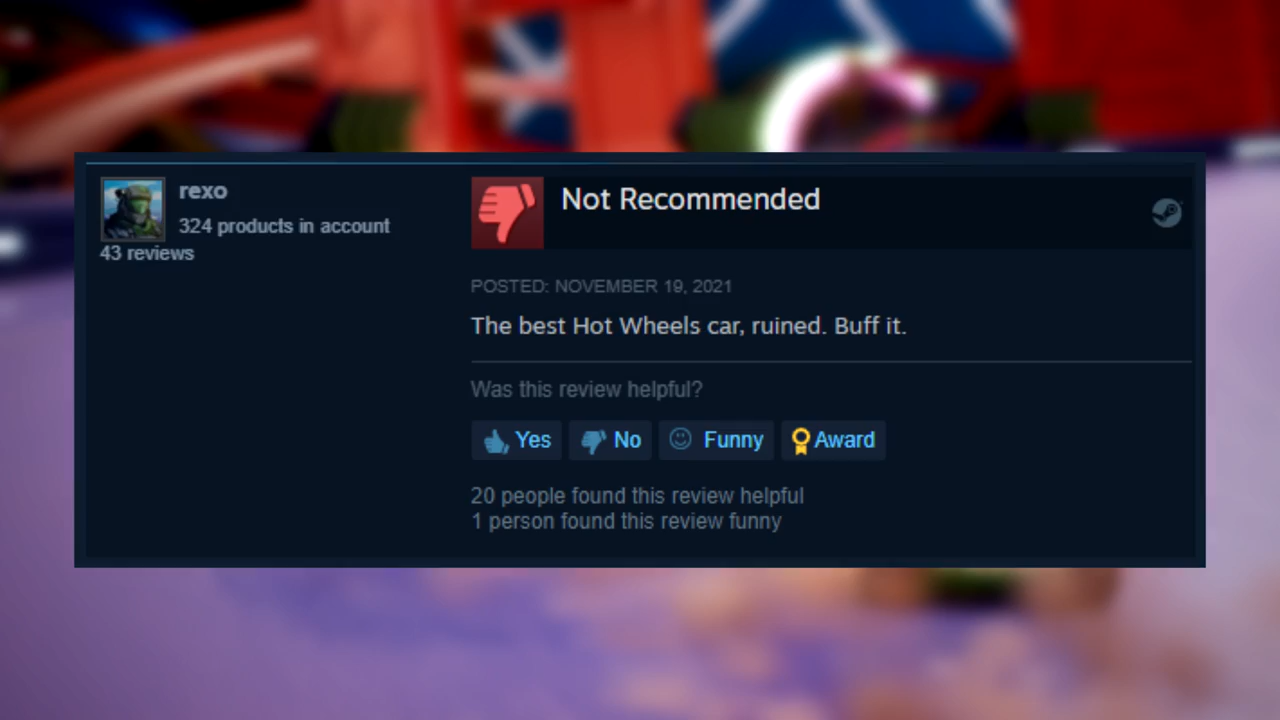 rexo
324 products in account
43 reviews
Not Recommended
POSTED: NOVEMBER 19, 2021
The best Hot Wheels car, ruined. Buff it.
Was this review helpful?
Yes No Funny Award
20 people found this review helpful
1 person found this review funny